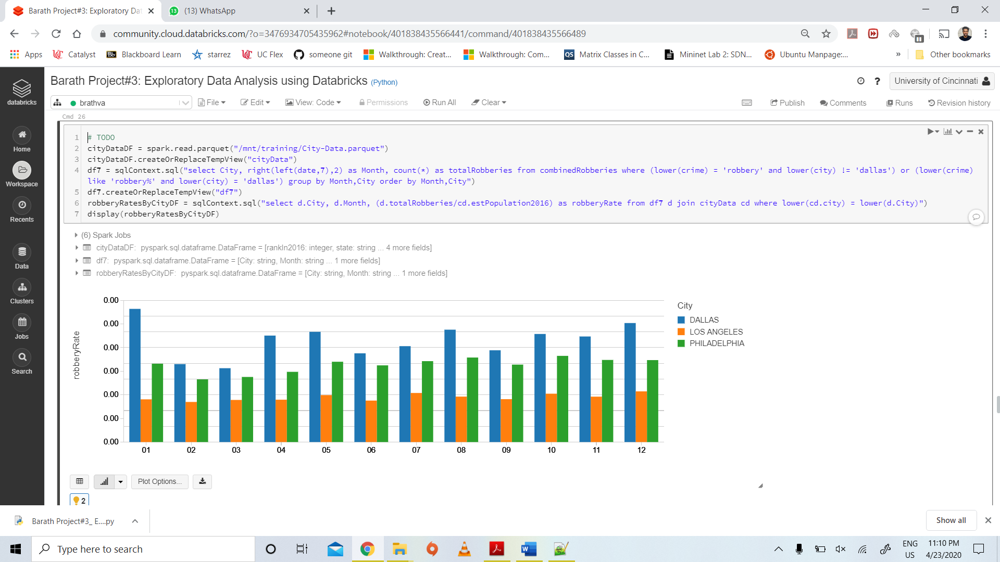 Barath Project#3: Exploratory Dat
13
(13) WhatsApp
community.cloud.databricks.com/?o=3476934705435962#notebook/401838435566441/command/401838435566489
Apps
Catalyst
Bb
Blackboard Learn
starrez
UC Flex
someone git
Walkthrough: Creat...
Walkthrough: Com...
QS
Matrix Classes in C...
Mininet Lab 2: SDN...
Ubuntu Manpage:...
»
Other bookmarks
databricks
Home
Workspace
Recents
Data
Clusters
Jobs
Search
Barath Project#3: Exploratory Data Analysis using Databricks (Python)
?
University of Cincinnati
brathva
File
Edit
View: Code
Permissions
Run All
Clear
Publish
Comments
Runs
Revision history
Cmd 26
1 # TODO
2 cityDataDF = spark.read.parquet("/mnt/training/City-Data.parquet")
3 cityDataDF.createOrReplaceTempView("cityData")
4 df7 = sqlContext.sql("select City, right(left(date,7),2) as Month, count(*) as totalRobberies from combinedRobberies where (lower(crime) = 'robbery' and lower(city) != 'dallas') or (lower(crime)
like 'robbery%' and lower(city) = 'dallas') group by Month,City order by Month,City")
5 df7.createOrReplaceTempView("df7")
6 robberyRatesByCityDF = sqlContext.sql("select d.City, d.Month, (d.totalRobberies/cd.estPopulation2016) as robberyRate from df7 d join cityData cd where lower(cd.city) = lower(d.City)")
7 display(robberyRatesByCityDF)
(6) Spark Jobs
cityDataDF: pyspark.sql.dataframe.DataFrame = [rankIn2016: integer, state: string ... 4 more fields]
df7: pyspark.sql.dataframe.DataFrame = [City: string, Month: string ... 1 more fields]
robberyRatesByCityDF: pyspark.sql.dataframe.DataFrame = [City: string, Month: string ... 1 more fields]
robberyRate
0.00
0.00
0.00
0.00
0.00
0.00
0.00
01 02 03 04 05 06 07 08 09 10 11 12
City
DALLAS
LOS ANGELES
PHILADELPHIA
Plot Options...
2
Barath Project#3_ E....py
Show all
Type here to search
W
ENG
US
11:10 PM
4/23/2020